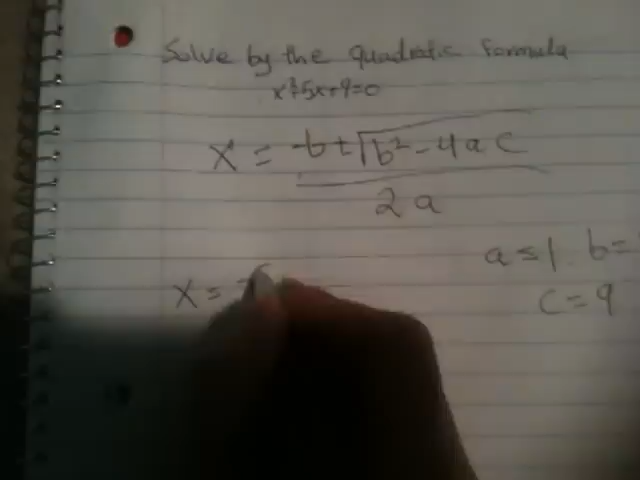 Solve by the quadratic formula
x²+5x+9=0
x = -b±√b²-4ac
2a
a=1. b=
c=9
x=